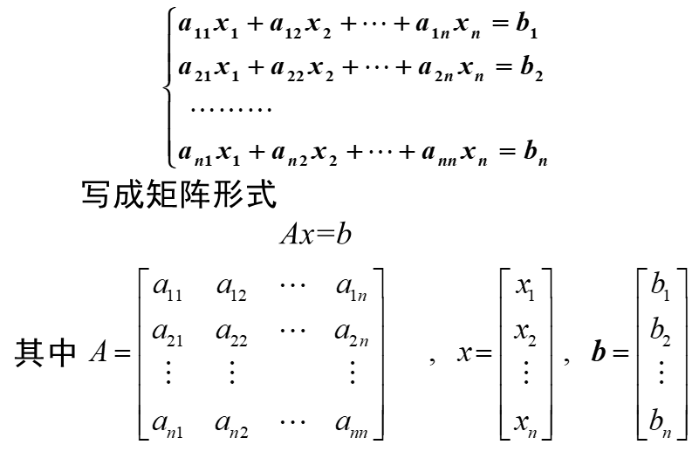 a₁₁x₁ + a₁₂x₂ + ⋯ + a₁ₙxₙ = b₁
a₂₁x₁ + a₂₂x₂ + ⋯ + a₂ₙxₙ = b₂
⋯⋯⋯
aₙ₁x₁ + aₙ₂x₂ + ⋯ + aₙₙxₙ = bₙ
写成矩阵形式
Ax=b
a₁₁ a₁₂ ⋯ a₁ₙ x₁ b₁
a₂₁ a₂₂ ⋯ a₂ₙ x₂ b₂
其中 A = , x = , b =
⋮ ⋮ ⋮ ⋮ ⋮
aₙ₁ aₙ₂ ⋯ aₙₙ xₙ bₙ